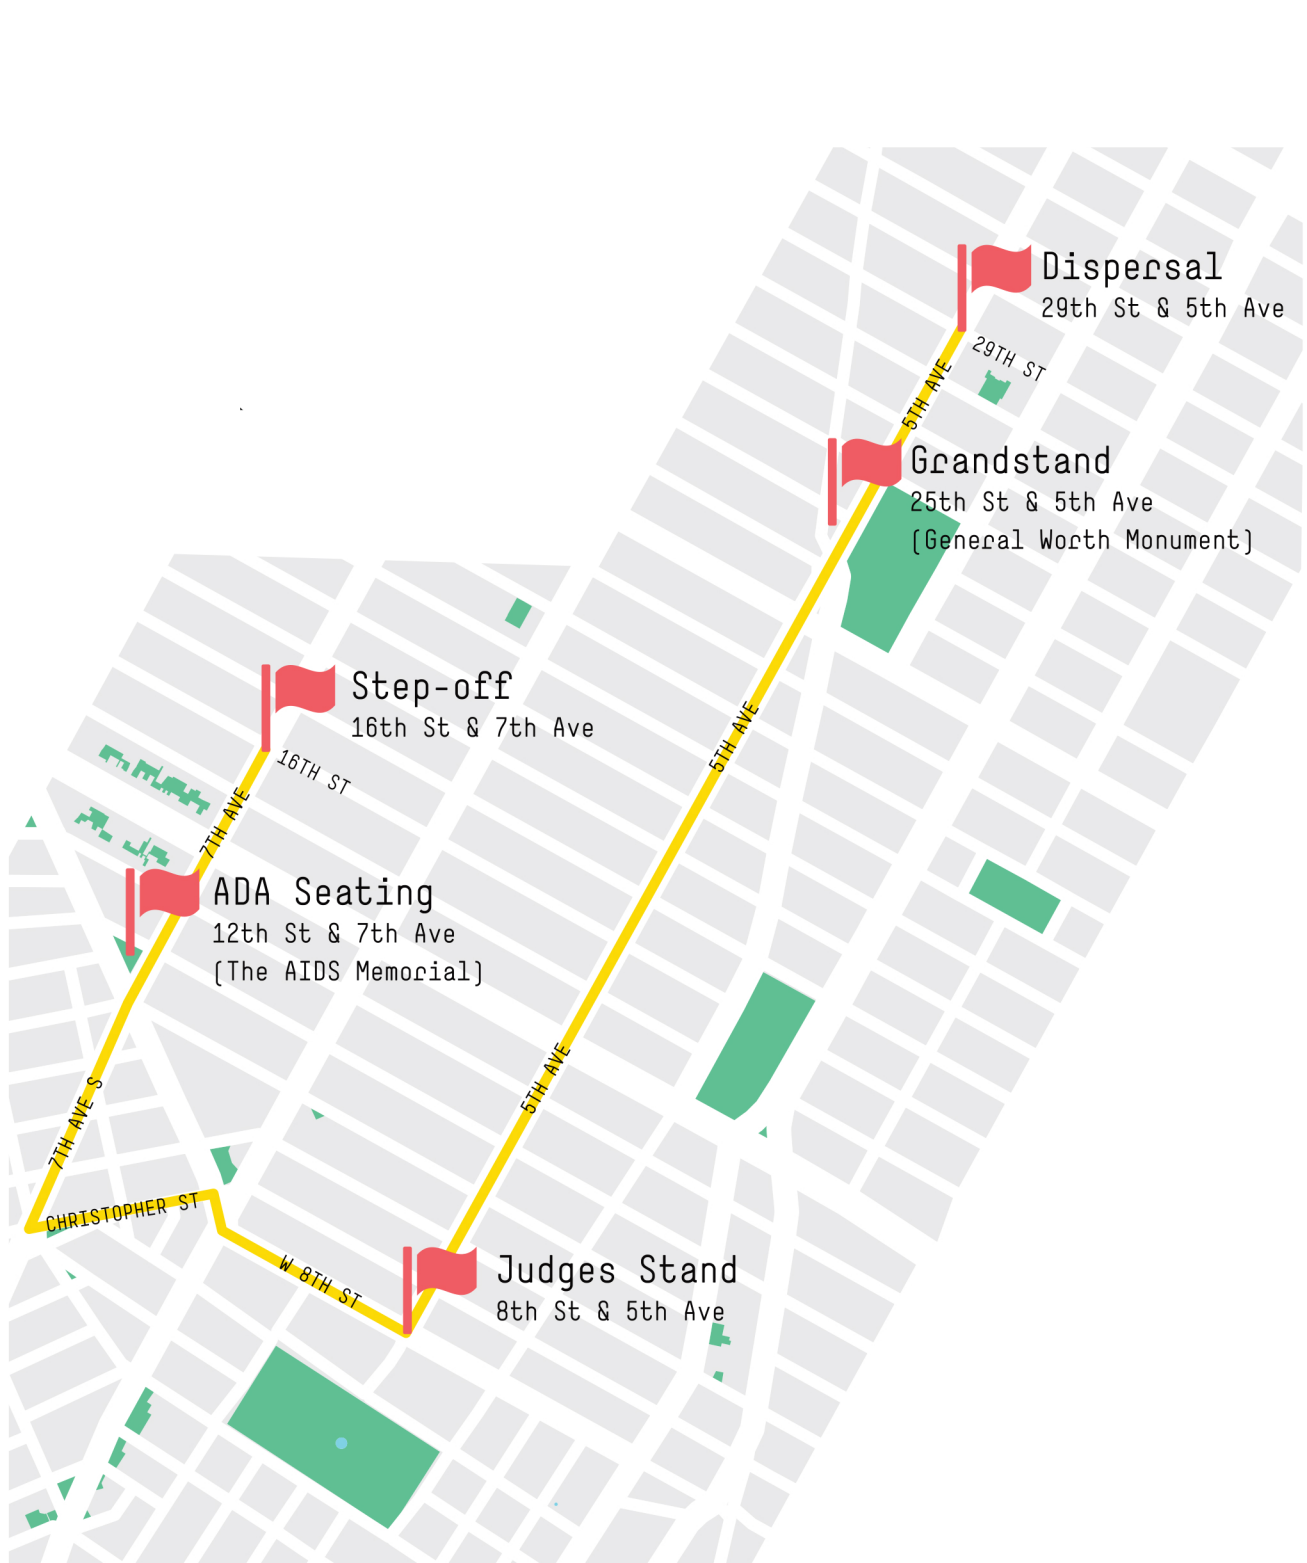 Dispersal
29th St & 5th Ave
29TH ST
5TH AVE
Grandstand
25th St & 5th Ave
(General Worth Monument)
Step-off
16th St & 7th Ave
16TH ST
5TH AVE
7TH AVE
ADA Seating
12th St & 7th Ave
(The AIDS Memorial)
5TH AVE
7TH AVE S
CHRISTOPHER ST
W 8TH ST
Judges Stand
8th St & 5th Ave